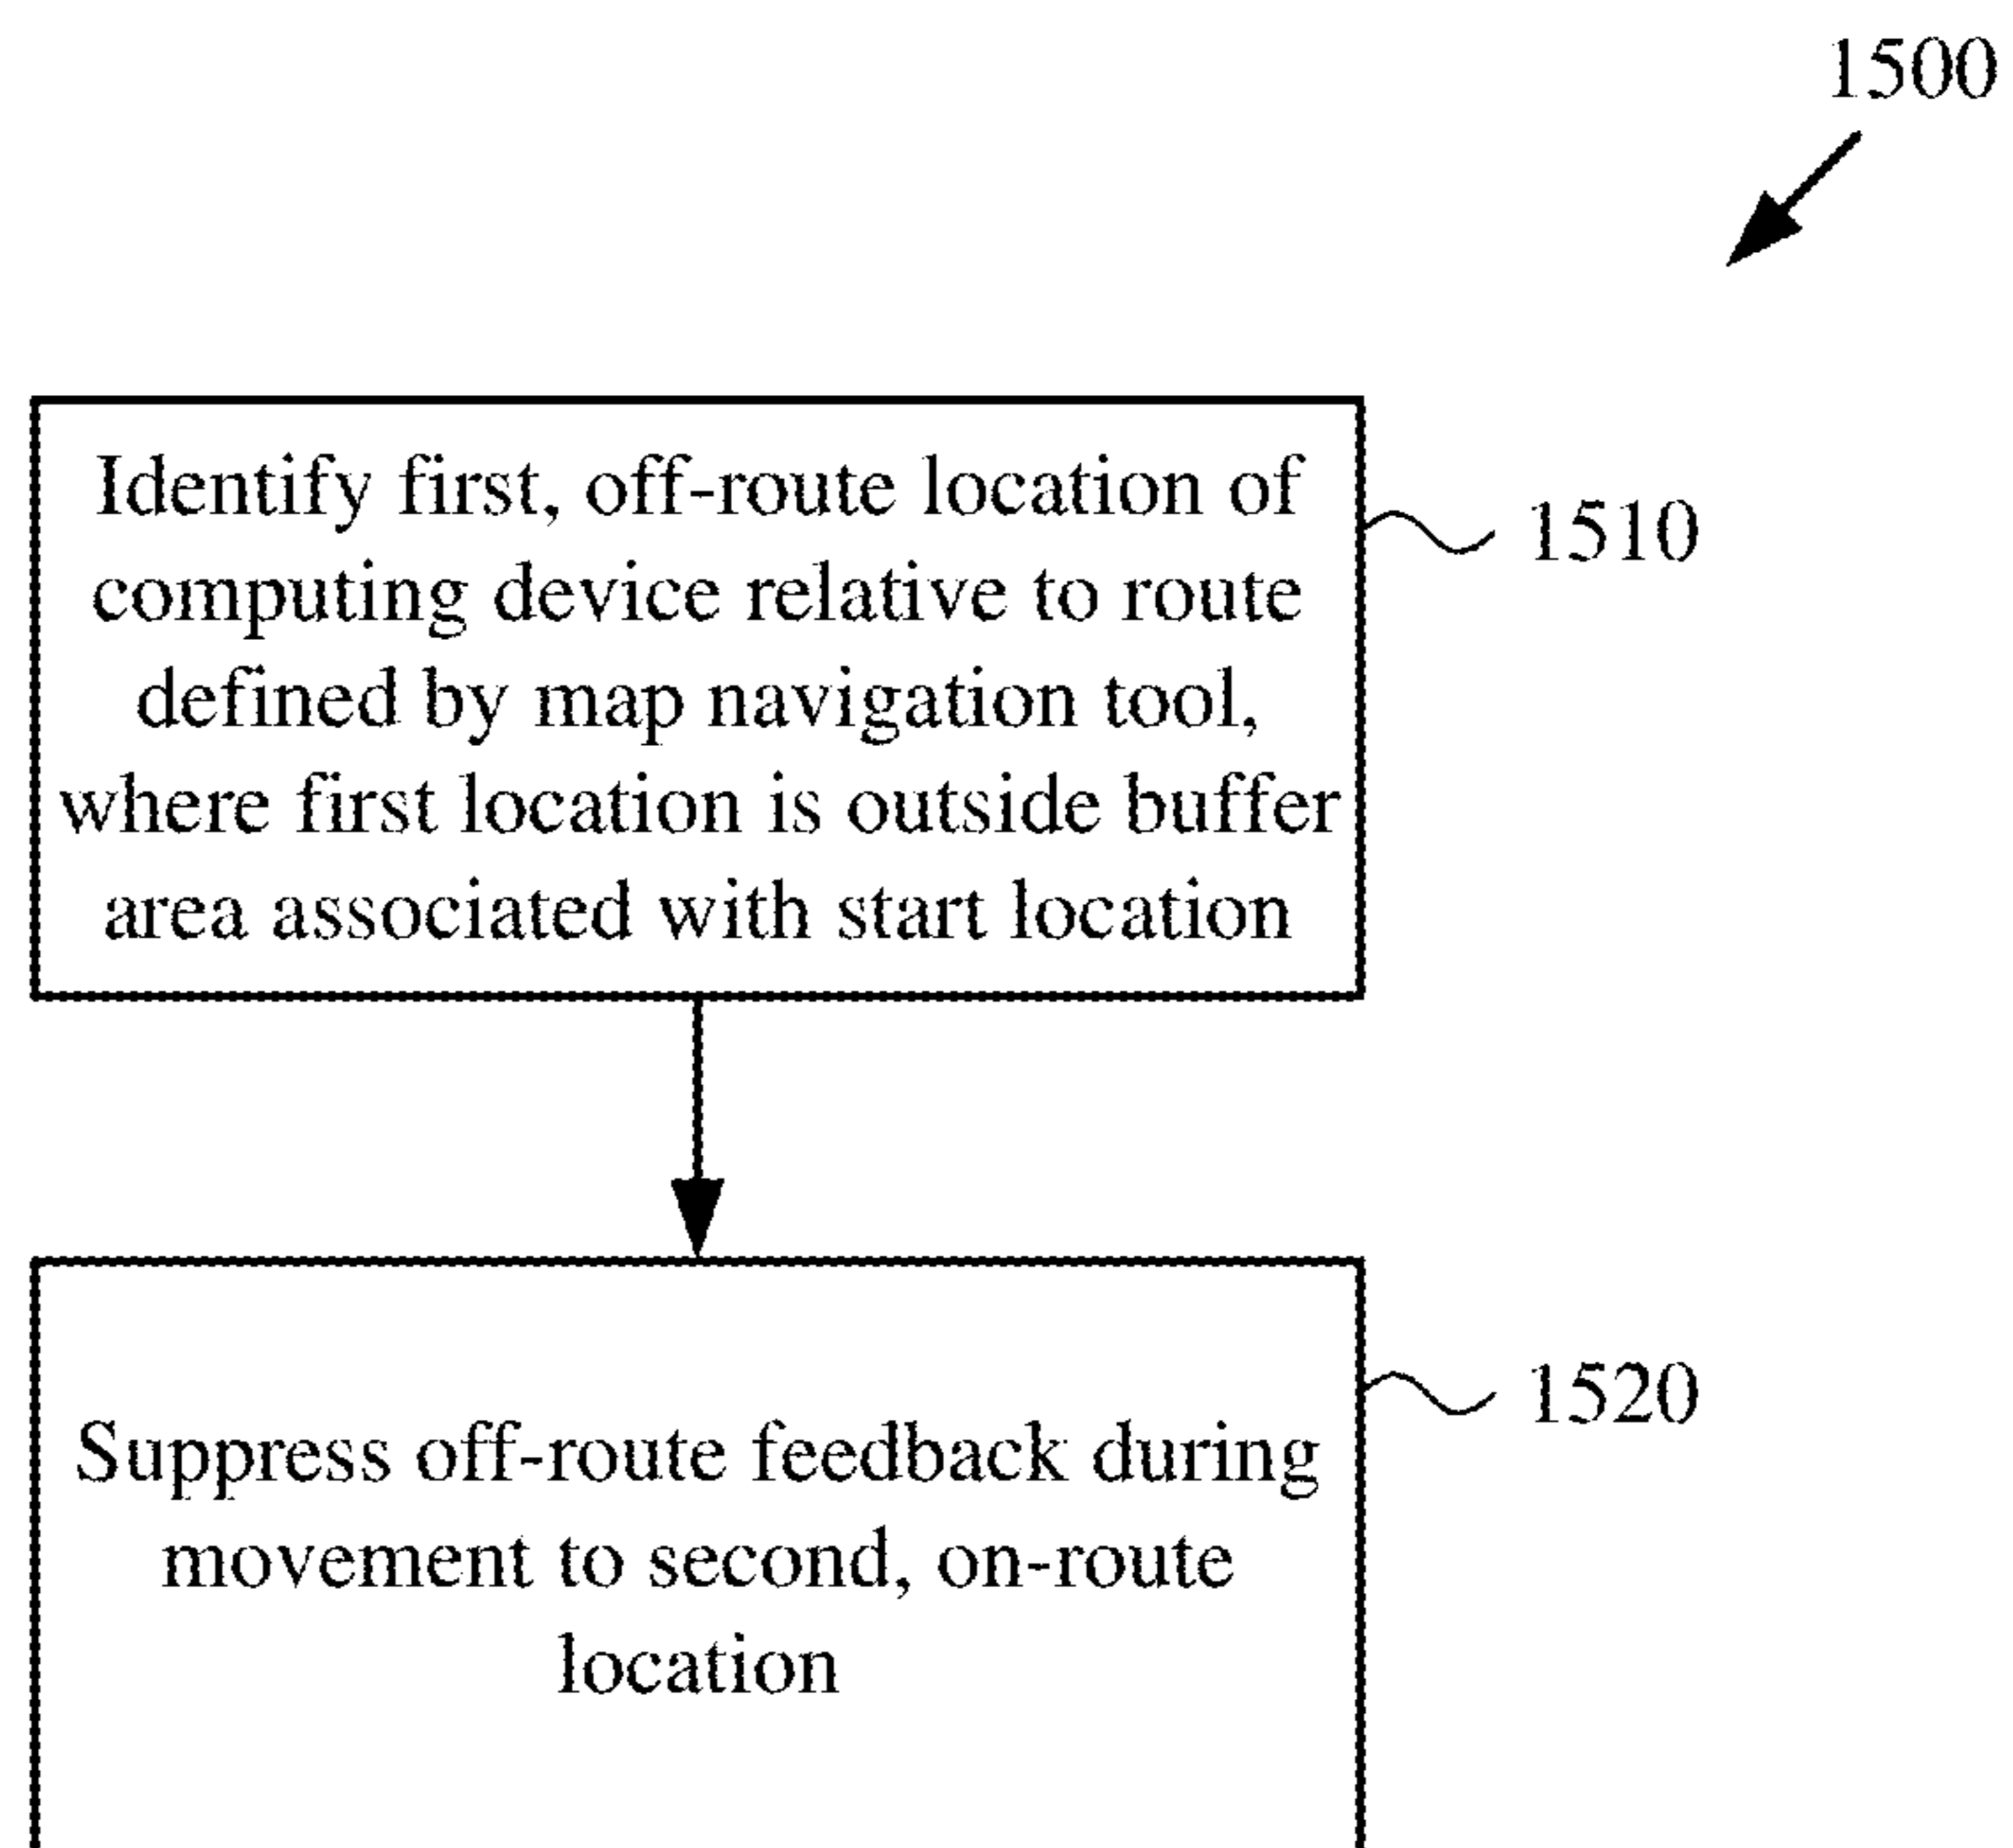 1500
Identify first, off-route location of
computing device relative to route
defined by map navigation tool,
where first location is outside buffer
area associated with start location
1510
Suppress off-route feedback during
movement to second, on-route
location
1520